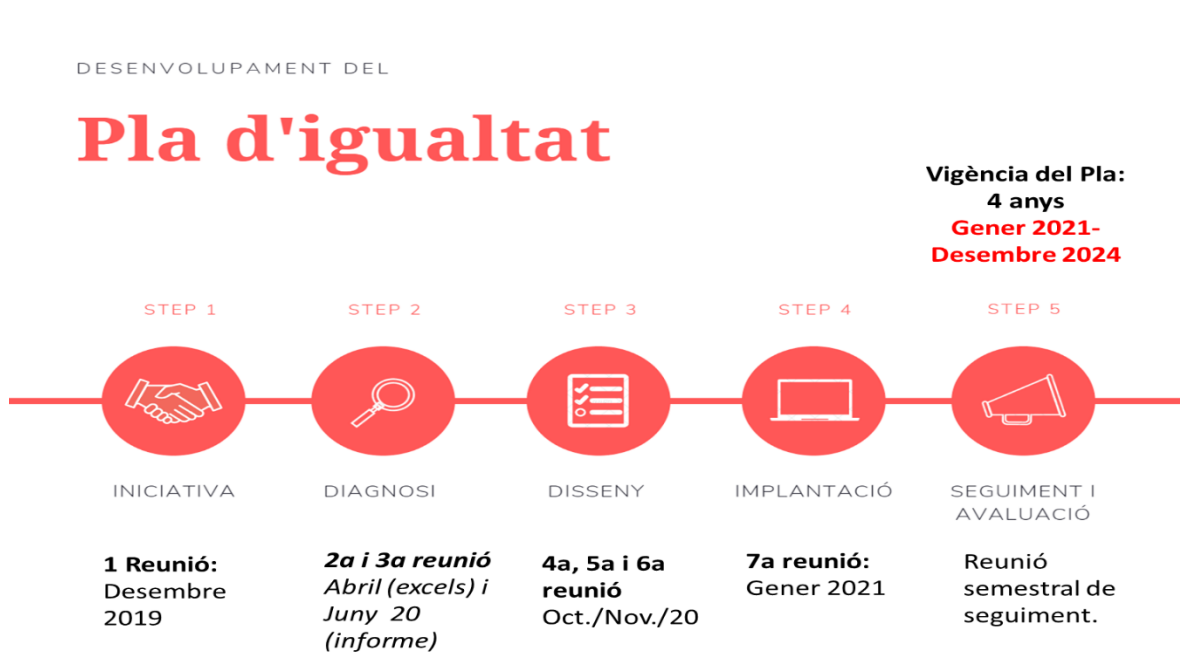 DESENVOLUPAMENT DEL
Pla d'igualtat
Vigència del Pla:
4 anys
Gener 2021-
Desembre 2024
STEP 1
STEP 2
STEP 3
STEP 4
STEP 5
INICIATIVA
DIAGNOSI
DISSENY
IMPLANTACIÓ
SEGUIMENT I
AVALUACIÓ
1 Reunió:
Desembre
2019
2a i 3a reunió
Abril (excels) i
Juny 20
(informe)
4a, 5a i 6a
reunió
Oct./Nov./20
7a reunió:
Gener 2021
Reunió
semestral de
seguiment.